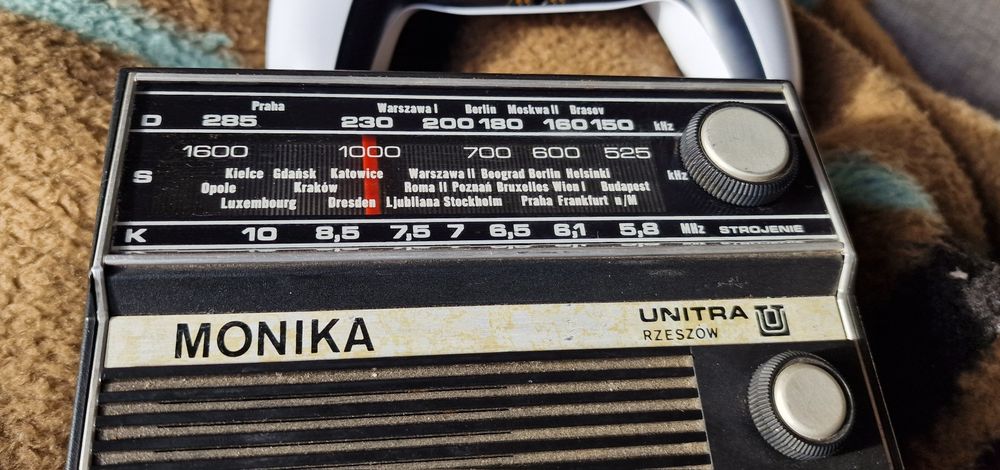 Praha Warszawa I Berlin Moskwa II Brasov
D 285 230 200 180 160 150 kHz
1600 1000 700 600 525
S Kielce Gdańsk Katowice Warszawa II Beograd Berlin Helsinki kHz
Opole Kraków Roma II Poznań Bruxelles Wien I Budapest
Luxembourg Dresden Ljubliana Stockholm Praha Frankfurt n/M
K 10 8,5 7,5 7 6,5 6,1 5,8 MHz STROJENIE
MONIKA
UNITRA
RZESZÓW